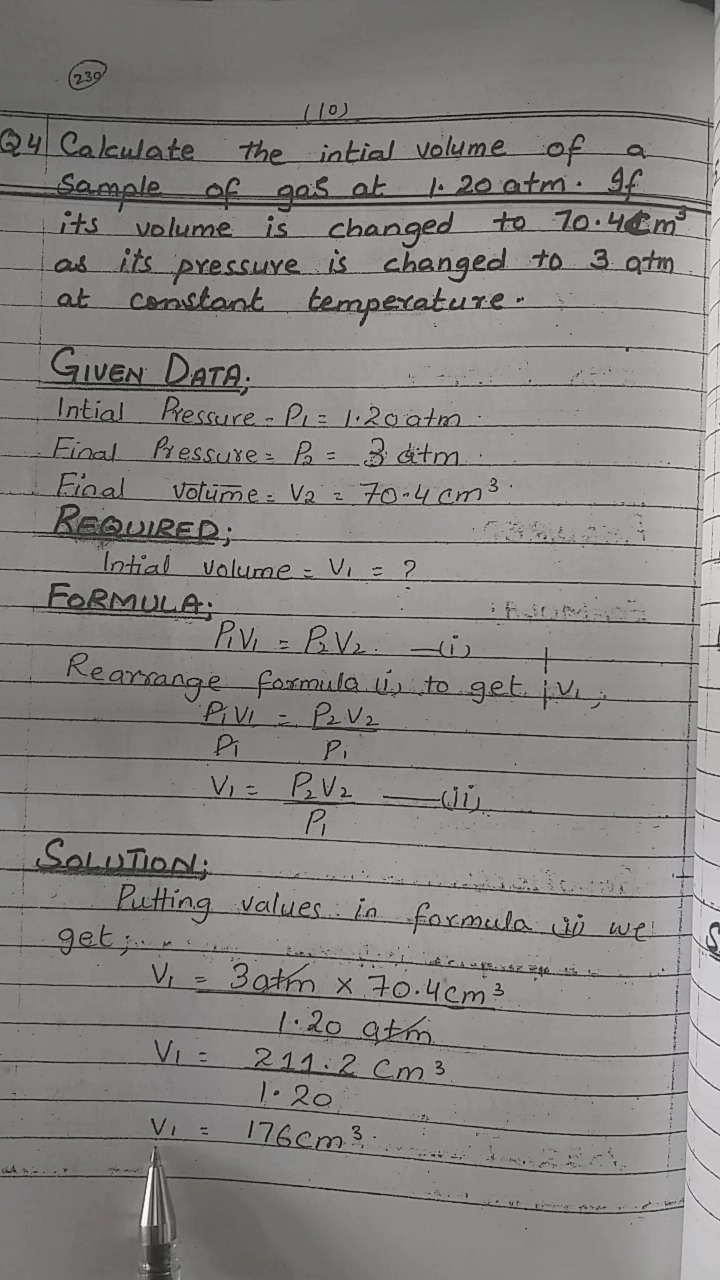 239
(10)
Q4 Calculate the intial volume of a
Sample of gas at 1.20 atm. If
its volume is changed to 70.4cm³
as its pressure is changed to 3 atm
at constant temperature.
GIVEN DATA;
Intial Pressure = P₁ = 1.20 atm
Final Pressure = P₂ = 3 atm
Final volume = V₂ = 70.4 cm³.
REQUIRED;
Intial volume = V₁ = ?
FORMULA;
P₁V₁ = P₂V₂ —(i)
Rearrange formula (i) to get V₁;
P₁V₁ = P₂V₂
P₁ P₁
V₁ = P₂V₂ —(ii)
P₁
SOLUTION;
Putting values in formula (ii) we
get;
V₁ = 3atm × 70.4cm³
1.20 atm
V₁ = 211.2 cm³
1.20
V₁ = 176cm³.